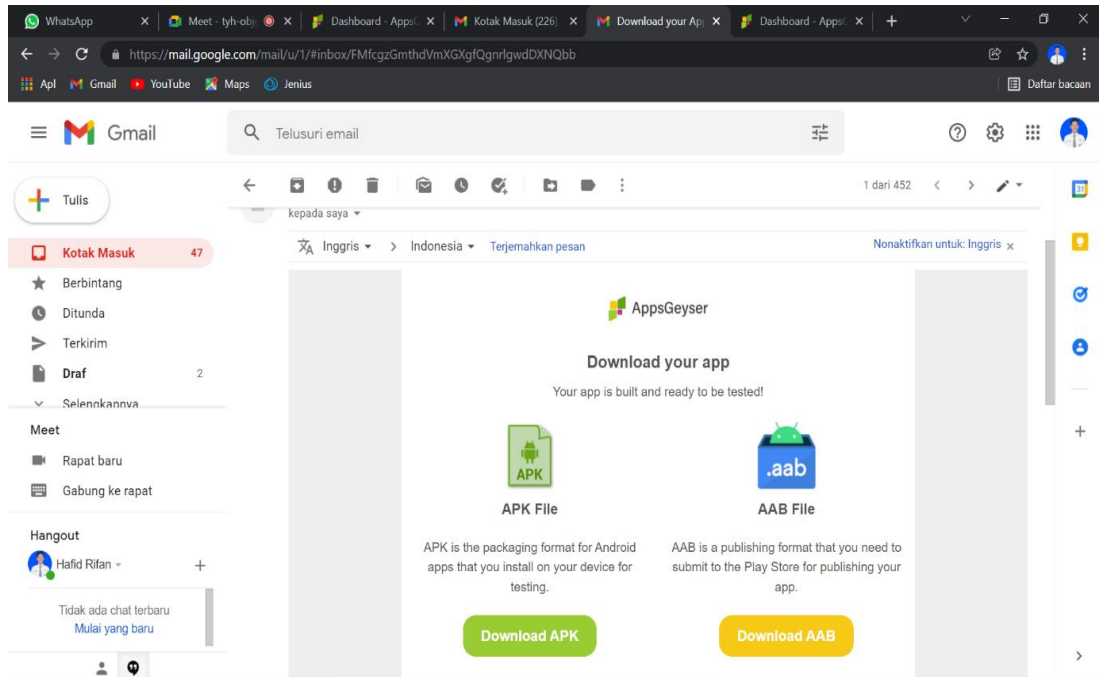 WhatsApp
Meet - tyh-obj
Dashboard - Apps
Kotak Masuk (226)
Download your Ap
Dashboard - Apps
https://mail.google.com/mail/u/1/#inbox/FMfcgzGmthdVmXGXgfQgnrlgwdDXNQbb
Apl Gmail YouTube Maps Jenius Daftar bacaan
Gmail
Telusuri email
Tulis
1 dari 452
31
kepada saya
Inggris > Indonesia Terjemahkan pesan Nonaktifkan untuk: Inggris x
Kotak Masuk 47
Berbintang
Ditunda
Terkirim
Draf 2
Selengkapnya
Meet
Rapat baru
Gabung ke rapat
Hangout
Hafid Rifan
Tidak ada chat terbaru
Mulai yang baru
AppsGeyser
Download your app
Your app is built and ready to be tested!
APK
APK File
APK is the packaging format for Android
apps that you install on your device for
testing.
Download APK
.aab
AAB File
AAB is a publishing format that you need to
submit to the Play Store for publishing your
app.
Download AAB